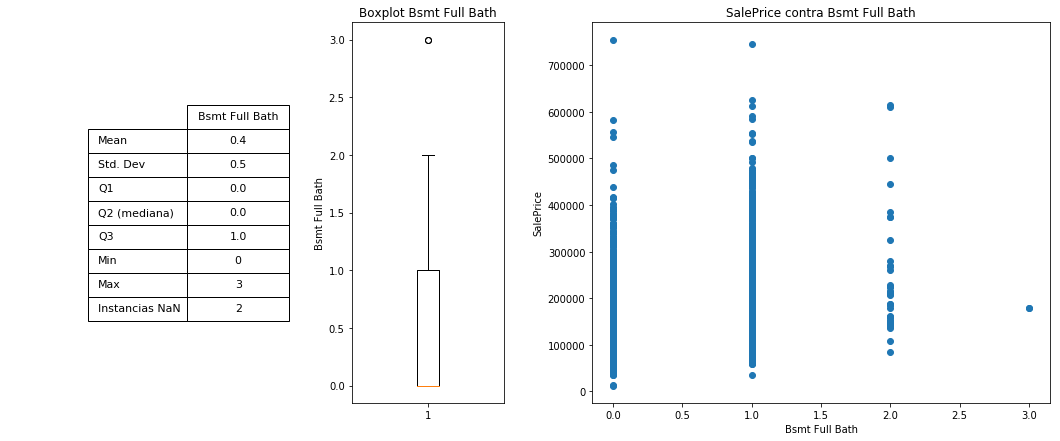 Bsmt Full Bath
Mean 0.4
Std. Dev 0.5
Q1 0.0
Q2 (mediana) 0.0
Q3 1.0
Min 0
Max 3
Instancias NaN 2
Boxplot Bsmt Full Bath
Bsmt Full Bath
3.0
2.5
2.0
1.5
1.0
0.5
0.0
1
SalePrice contra Bsmt Full Bath
SalePrice
700000
600000
500000
400000
300000
200000
100000
0
0.0 0.5 1.0 1.5 2.0 2.5 3.0
Bsmt Full Bath